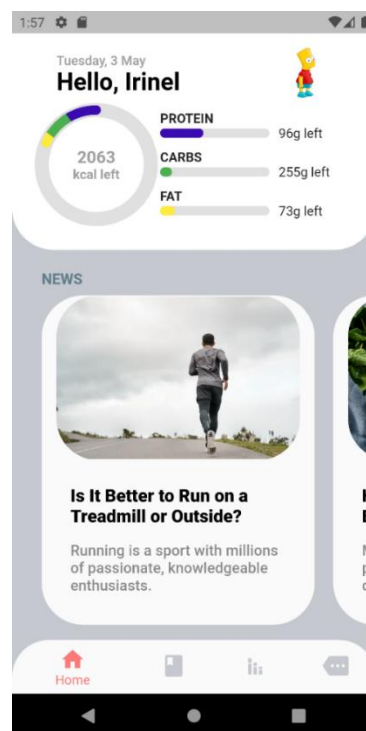 1:57
Tuesday, 3 May
Hello, Irinel
2063
kcal left
PROTEIN
96g left
CARBS
255g left
FAT
73g left
NEWS
Is It Better to Run on a
Treadmill or Outside?
Running is a sport with millions
of passionate, knowledgeable
enthusiasts.
Home